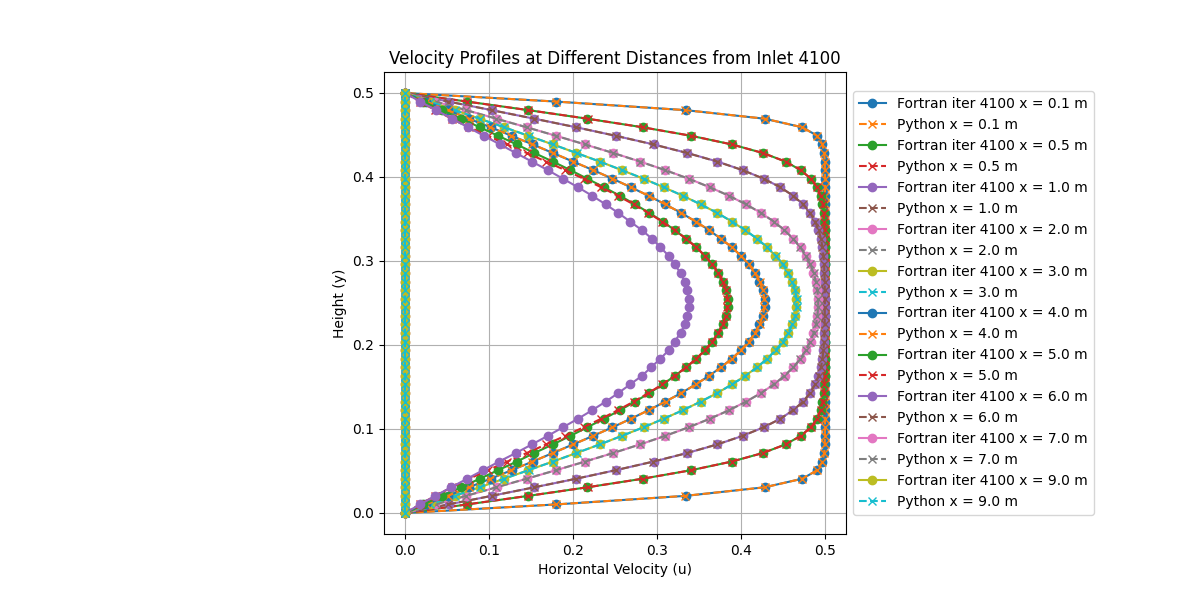 Velocity Profiles at Different Distances from Inlet 4100
Height (y)
0.5
0.4
0.3
0.2
0.1
0.0
0.0 0.1 0.2 0.3 0.4 0.5
Horizontal Velocity (u)
Fortran iter 4100 x = 0.1 m
Python x = 0.1 m
Fortran iter 4100 x = 0.5 m
Python x = 0.5 m
Fortran iter 4100 x = 1.0 m
Python x = 1.0 m
Fortran iter 4100 x = 2.0 m
Python x = 2.0 m
Fortran iter 4100 x = 3.0 m
Python x = 3.0 m
Fortran iter 4100 x = 4.0 m
Python x = 4.0 m
Fortran iter 4100 x = 5.0 m
Python x = 5.0 m
Fortran iter 4100 x = 6.0 m
Python x = 6.0 m
Fortran iter 4100 x = 7.0 m
Python x = 7.0 m
Fortran iter 4100 x = 9.0 m
Python x = 9.0 m